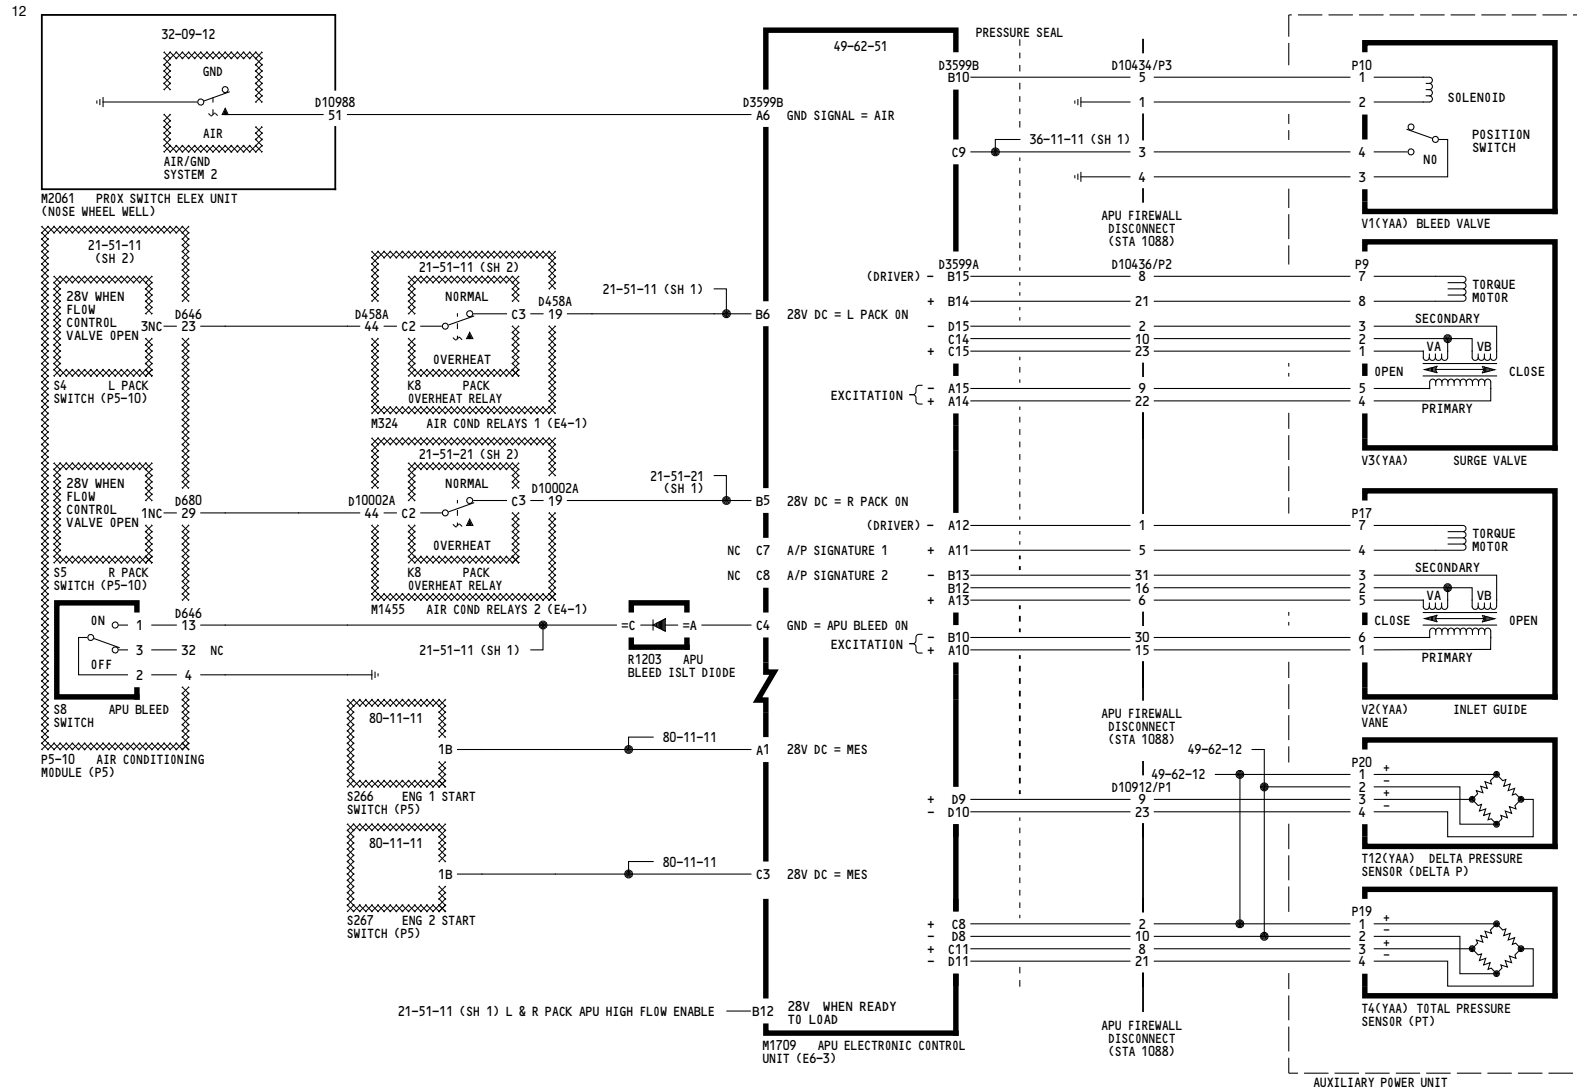 12
32-09-12
GND
AIR
AIR/GND
SYSTEM 2
D10988
51
M2061 PROX SWITCH ELEX UNIT
(NOSE WHEEL WELL)
21-51-11
(SH 2)
28V WHEN
FLOW
CONTROL
VALVE OPEN
3NC
D646
23
S4 L PACK
SWITCH (P5-10)
28V WHEN
FLOW
CONTROL
VALVE OPEN
1NC
D680
29
S5 R PACK
SWITCH (P5-10)
ON
OFF
1
3
2
D646
13
32 NC
4
S8 APU BLEED
SWITCH
P5-10 AIR CONDITIONING
MODULE (P5)
21-51-11 (SH 2)
NORMAL
OVERHEAT
D458A
44
C2
C3
D458A
19
K8 PACK
OVERHEAT RELAY
M324 AIR COND RELAYS 1 (E4-1)
21-51-11 (SH 1)
21-51-21 (SH 2)
NORMAL
OVERHEAT
D10002A
44
C2
C3
D10002A
19
K8 PACK
OVERHEAT RELAY
M1455 AIR COND RELAYS 2 (E4-1)
21-51-21
(SH 1)
21-51-11 (SH 1)
=C
=A
R1203 APU
BLEED ISLT DIODE
80-11-11
1B
80-11-11
S266 ENG 1 START
SWITCH (P5)
80-11-11
1B
80-11-11
S267 ENG 2 START
SWITCH (P5)
21-51-11 (SH 1) L & R PACK APU HIGH FLOW ENABLE
49-62-51
D3599B
A6 GND SIGNAL = AIR
B6 28V DC = L PACK ON
B5 28V DC = R PACK ON
NC C7 A/P SIGNATURE 1
NC C8 A/P SIGNATURE 2
C4 GND = APU BLEED ON
A1 28V DC = MES
C3 28V DC = MES
B12 28V WHEN READY
TO LOAD
M1709 APU ELECTRONIC CONTROL
UNIT (E6-3)
PRESSURE SEAL
D3599B
B10
D10434/P3
5
P10
1
1
2
SOLENOID
C9
36-11-11 (SH 1)
3
4
NO
POSITION
SWITCH
4
3
APU FIREWALL
DISCONNECT
(STA 1088)
V1(YAA) BLEED VALVE
D3599A
D10436/P2
P9
(DRIVER) - B15 8 7
+ B14 21 8
TORQUE
MOTOR
SECONDARY
- D15 2 3
C14 10 2
+ C15 23 1
VA VB
OPEN CLOSE
EXCITATION - A15 9 5
+ A14 22 4
PRIMARY
V3(YAA) SURGE VALVE
P17
(DRIVER) - A12 1 7
+ A11 5 4
TORQUE
MOTOR
SECONDARY
- B13 31 3
B12 16 2
+ A13 6 5
VA VB
CLOSE OPEN
EXCITATION - B10 30 6
+ A10 15 1
PRIMARY
V2(YAA) INLET GUIDE
VANE
APU FIREWALL
DISCONNECT
(STA 1088)
49-62-12
49-62-12
D10912/P1
P20
1 +
2 -
+ D9 9 3 +
- D10 23 4 -
T12(YAA) DELTA PRESSURE
SENSOR (DELTA P)
P19
+ C8 2 1 +
- D8 10 2 -
+ C11 8 3 +
- D11 21 4 -
T4(YAA) TOTAL PRESSURE
SENSOR (PT)
APU FIREWALL
DISCONNECT
(STA 1088)
AUXILIARY POWER UNIT